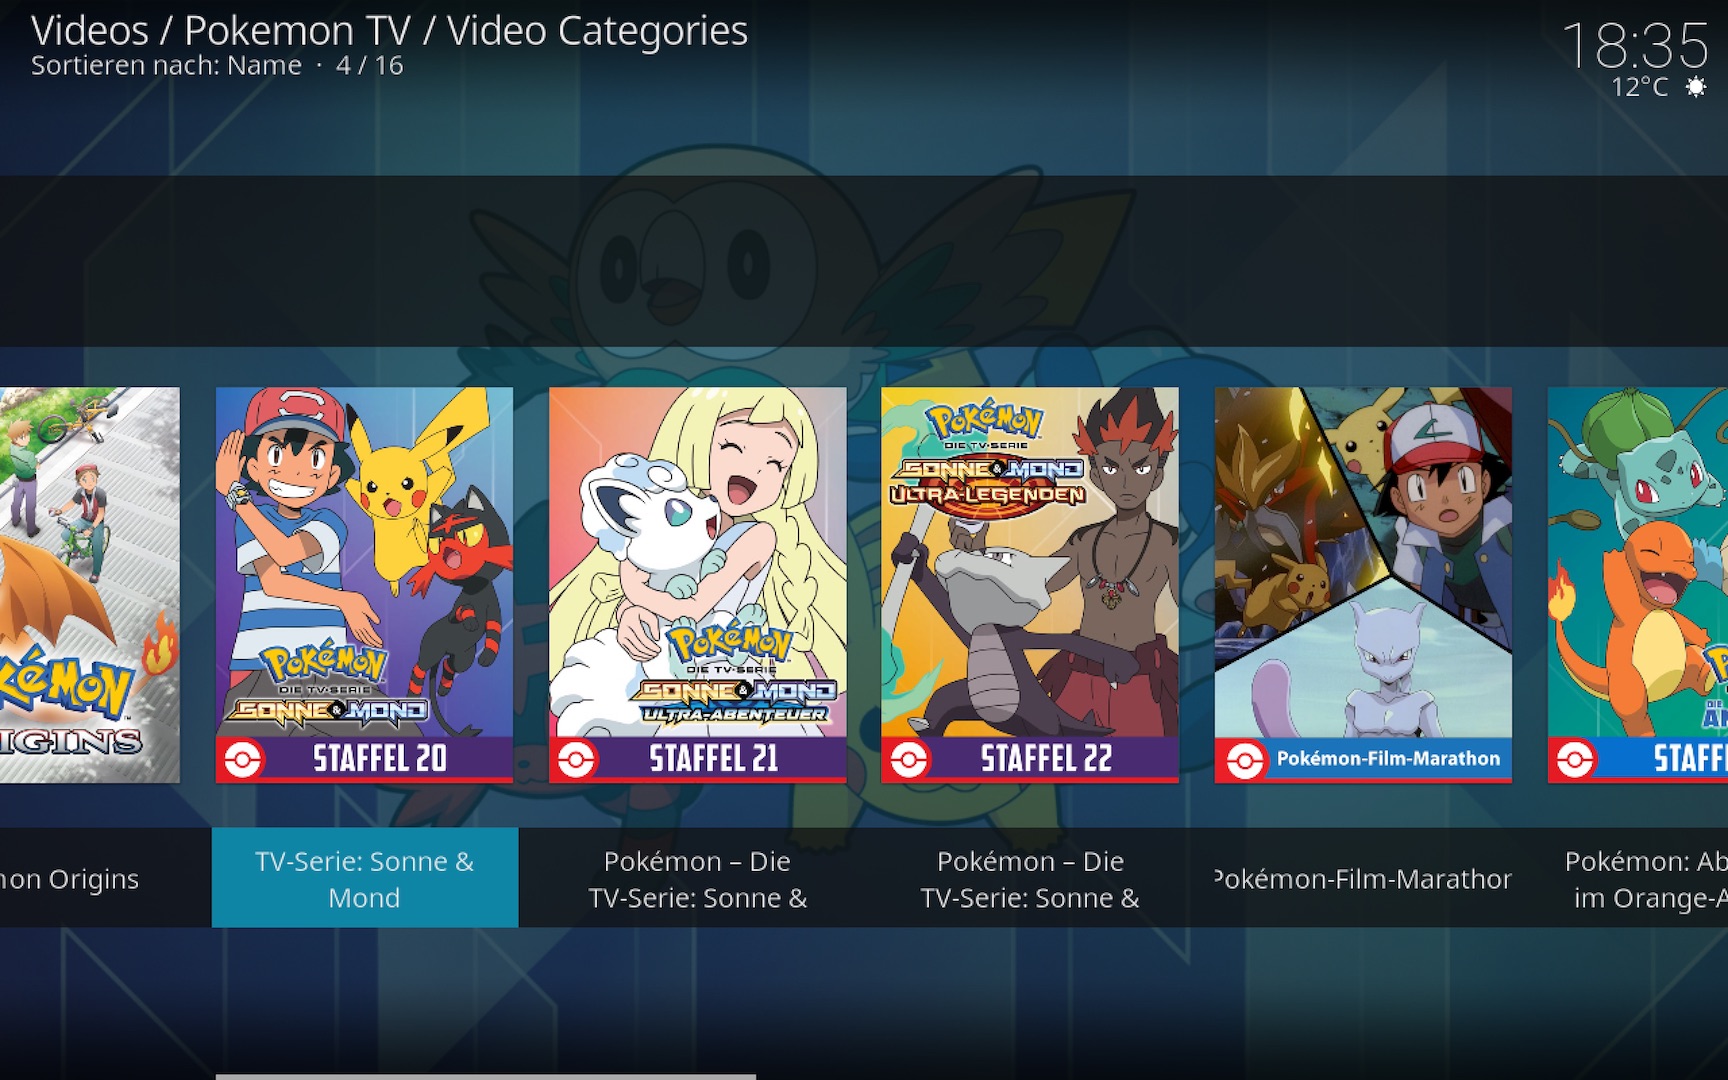 Videos / Pokemon TV / Video Categories
Sortieren nach: Name · 4 / 16
18:35
12°C
KÉMON
IGINS
POKÉMON
DIE TV-SERIE
SONNE & MOND
STAFFEL 20
POKÉMON
DIE TV-SERIE
SONNE & MOND
ULTRA-ABENTEUER
STAFFEL 21
POKÉMON
DIE TV-SERIE
SONNE & MOND
ULTRA-LEGENDEN
STAFFEL 22
Pokémon-Film-Marathon
STAFF
mon Origins
TV-Serie: Sonne &
Mond
Pokémon – Die
TV-Serie: Sonne &
Pokémon – Die
TV-Serie: Sonne &
Pokémon-Film-Marathon
Pokémon: Ab
im Orange-A